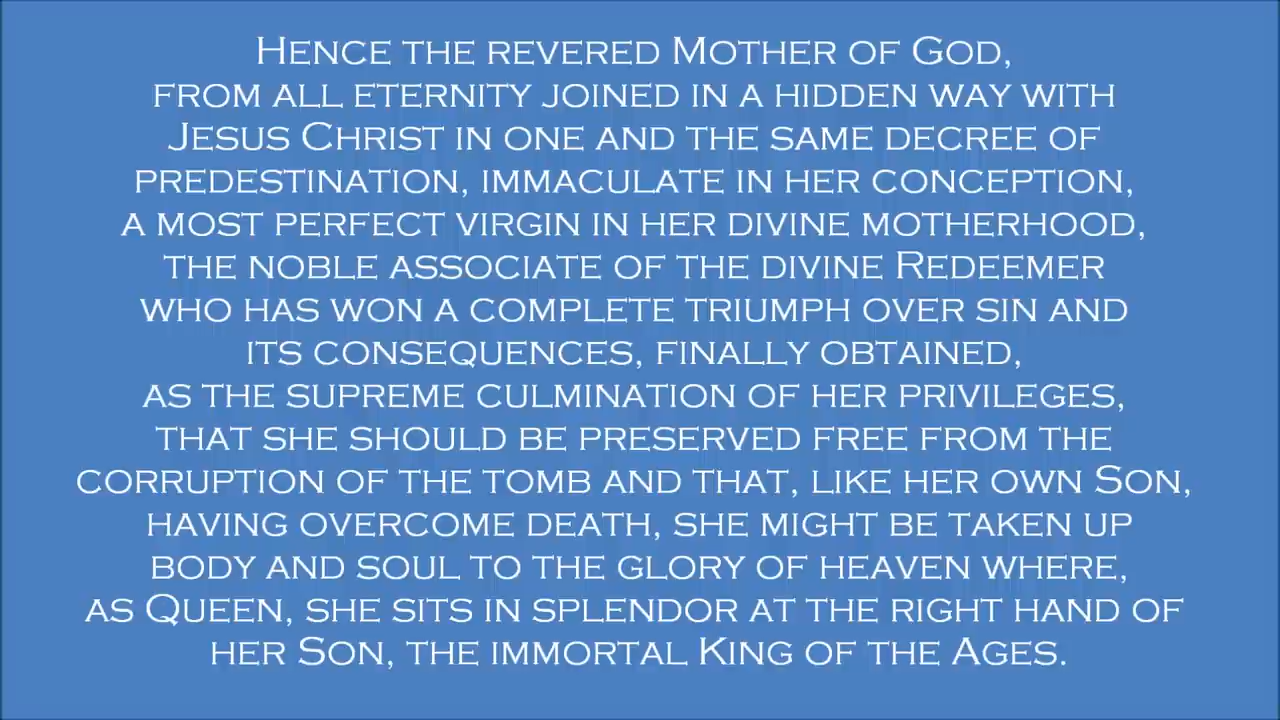 Hence the revered Mother of God,
from all eternity joined in a hidden way with
Jesus Christ in one and the same decree of
predestination, immaculate in her conception,
a most perfect virgin in her divine motherhood,
the noble associate of the divine Redeemer
who has won a complete triumph over sin and
its consequences, finally obtained,
as the supreme culmination of her privileges,
that she should be preserved free from the
corruption of the tomb and that, like her own Son,
having overcome death, she might be taken up
body and soul to the glory of heaven where,
as Queen, she sits in splendor at the right hand of
her Son, the immortal King of the Ages.